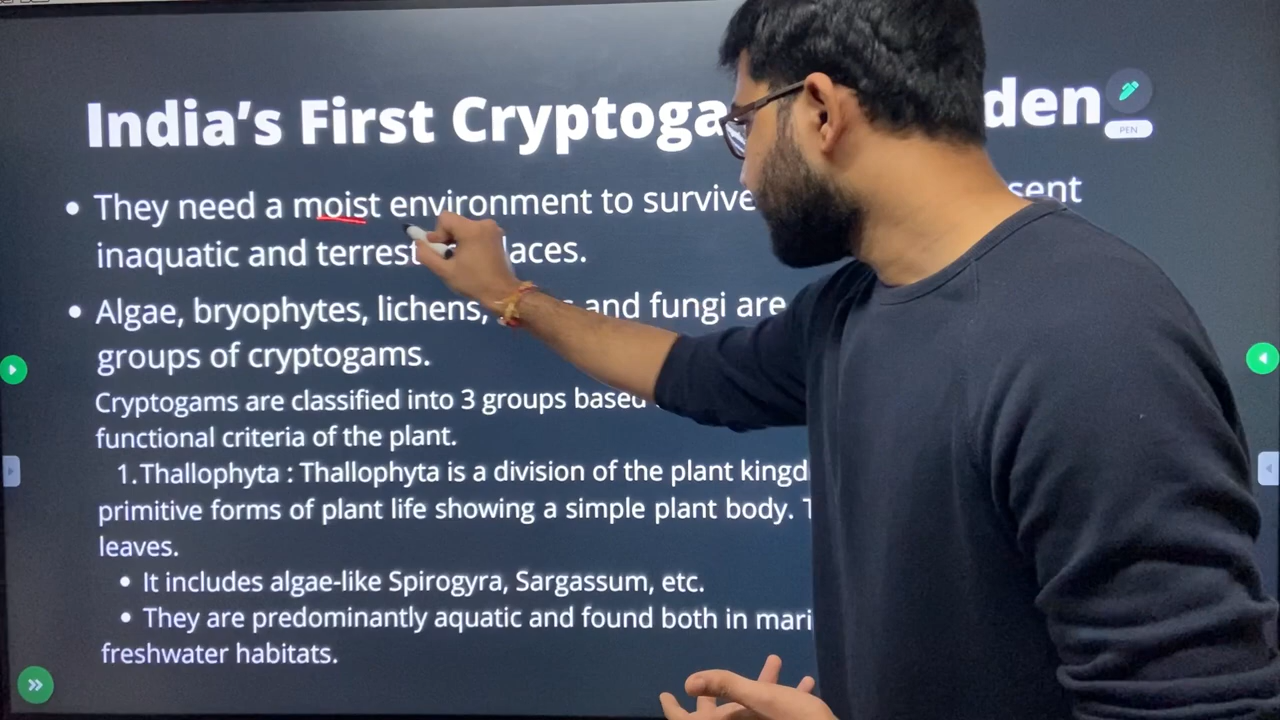 India's First Cryptoga den
PEN
They need a moist environment to survive sent
inaquatic and terrest laces.
Algae, bryophytes, lichens, and fungi are
groups of cryptogams.
Cryptogams are classified into 3 groups based
functional criteria of the plant.
1.Thallophyta : Thallophyta is a division of the plant kingd
primitive forms of plant life showing a simple plant body. T
leaves.
It includes algae-like Spirogyra, Sargassum, etc.
They are predominantly aquatic and found both in mari
freshwater habitats.